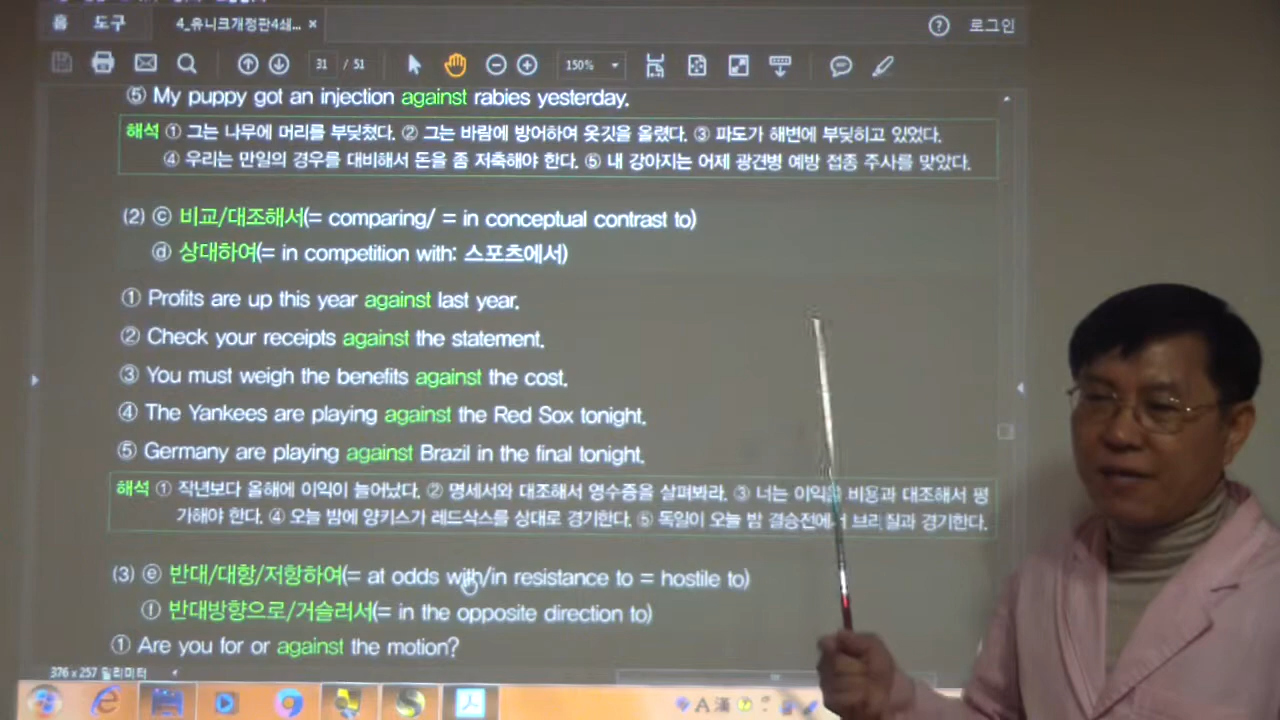 홈 도구 4_유니크개정판4쇄... × ? 로그인
31 / 51 150%
⑤ My puppy got an injection against rabies yesterday.
해석 ① 그는 나무에 머리를 부딪쳤다. ② 그는 바람에 방어하여 옷깃을 올렸다. ③ 파도가 해변에 부딪히고 있었다.
④ 우리는 만일의 경우를 대비해서 돈을 좀 저축해야 한다. ⑤ 내 강아지는 어제 광견병 예방 접종 주사를 맞았다.
(2) ⓒ 비교/대조해서(= comparing/ = in conceptual contrast to)
ⓓ 상대하여(= in competition with: 스포츠에서)
① Profits are up this year against last year.
② Check your receipts against the statement.
③ You must weigh the benefits against the cost.
④ The Yankees are playing against the Red Sox tonight.
⑤ Germany are playing against Brazil in the final tonight.
해석 ① 작년보다 올해에 이익이 늘어났다. ② 명세서와 대조해서 영수증을 살펴봐라. ③ 너는 이익을 비용과 대조해서 평
가해야 한다. ④ 오늘 밤에 양키스가 레드삭스를 상대로 경기한다. ⑤ 독일이 오늘 밤 결승전에서 브라질과 경기한다.
(3) ⓔ 반대/대항/저항하여(= at odds with/in resistance to = hostile to)
ⓕ 반대방향으로/거슬러서(= in the opposite direction to)
① Are you for or against the motion?
376 x 257 밀리미터
A 漢